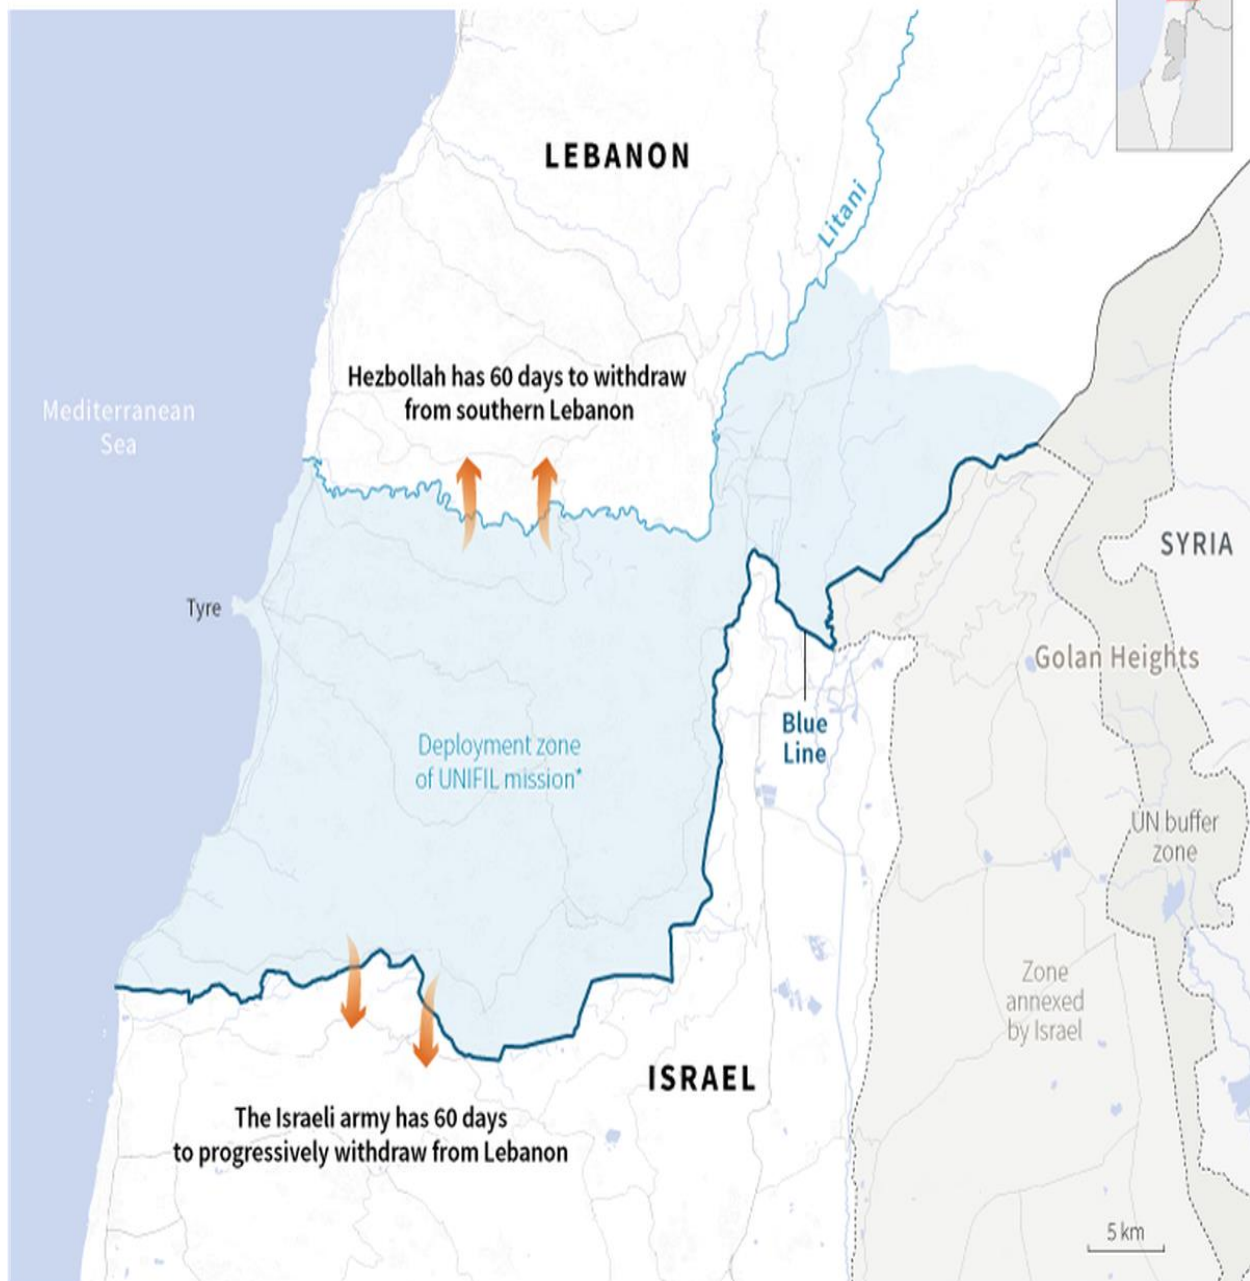 LEBANON
Litani
Hezbollah has 60 days to withdraw
from southern Lebanon
Mediterranean
Sea
SYRIA
Tyre
Golan Heights
Blue
Line
Deployment zone
of UNIFIL mission*
UN buffer
zone
Zone
annexed
by Israel
ISRAEL
The Israeli army has 60 days
to progressively withdraw from Lebanon
5 km